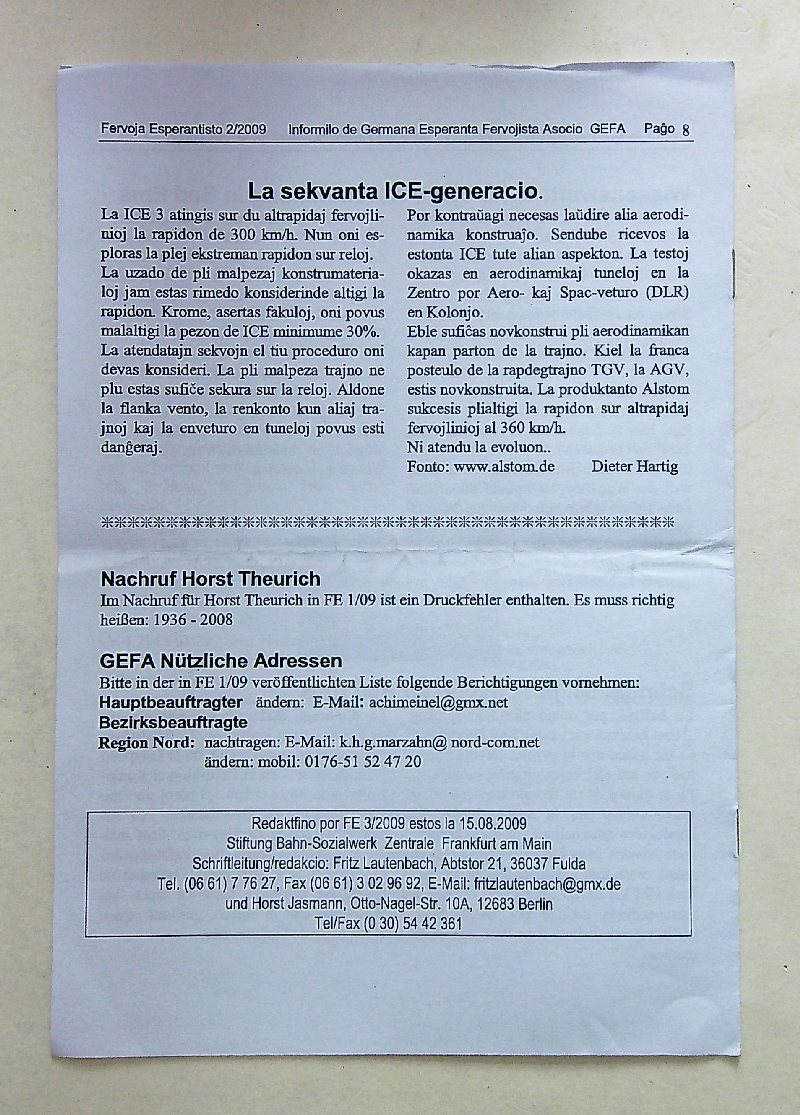 Fervoja Esperantisto 2/2009 Informilo de Germana Esperanta Fervojista Asocio GEFA Paĝo 8
La sekvanta ICE-generacio.
La ICE 3 atingis sur du altrapidaj fervojli-
nioj la rapidon de 300 km/h. Nun oni es-
ploras la plej ekstreman rapidon sur reloj.
La uzado de pli malpezaj konstrumateria-
loj jam estas rimedo konsiderinde altigi la
rapidon. Krome, asertas fakuloj, oni povus
malaltigi la pezon de ICE minimume 30%.
La atendatajn sekvojn el tiu proceduro oni
devas konsideri. La pli malpeza trajno ne
plu estas sufiĉe sekura sur la reloj. Aldone
la flanka vento, la renkonto kun aliaj tra-
jnoj kaj la enveturo en tuneloj povus esti
danĝeraj.
Por kontraŭagi necesas laŭdire alia aerodi-
namika konstruaĵo. Sendube ricevos la
estonta ICE tute alian aspekton. La testoj
okazas en aerodinamikaj tuneloj en la
Zentro por Aero- kaj Spac-veturo (DLR)
en Kolonjo.
Eble sufiĉas novkonstrui pli aerodinamikan
kapan parton de la trajno. Kiel la franca
posteulo de la rapdegtrajno TGV, la AGV,
estis novkonstruita. La produktanto Alstom
sukcesis plialtigi la rapidon sur altrapidaj
fervojlinioj al 360 km/h.
Ni atendu la evoluon..
Fonto: www.alstom.de Dieter Hartig
*********************************************
Nachruf Horst Theurich
Im Nachruf für Horst Theurich in FE 1/09 ist ein Druckfehler enthalten. Es muss richtig
heißen: 1936 - 2008
GEFA Nützliche Adressen
Bitte in der in FE 1/09 veröffentlichten Liste folgende Berichtigungen vornehmen:
Hauptbeauftragter ändern: E-Mail: achimeinel@gmx.net
Bezirksbeauftragte
Region Nord: nachtragen: E-Mail: k.h.g.marzahn@ nord-com.net
ändern: mobil: 0176-51 52 47 20
Redaktfino por FE 3/2009 estos la 15.08.2009
Stiftung Bahn-Sozialwerk Zentrale Frankfurt am Main
Schriftleitung/redakcio: Fritz Lautenbach, Abtstor 21, 36037 Fulda
Tel. (06 61) 7 76 27, Fax (06 61) 3 02 96 92, E-Mail: fritzlautenbach@gmx.de
und Horst Jasmann, Otto-Nagel-Str. 10A, 12683 Berlin
Tel/Fax (0 30) 54 42 361